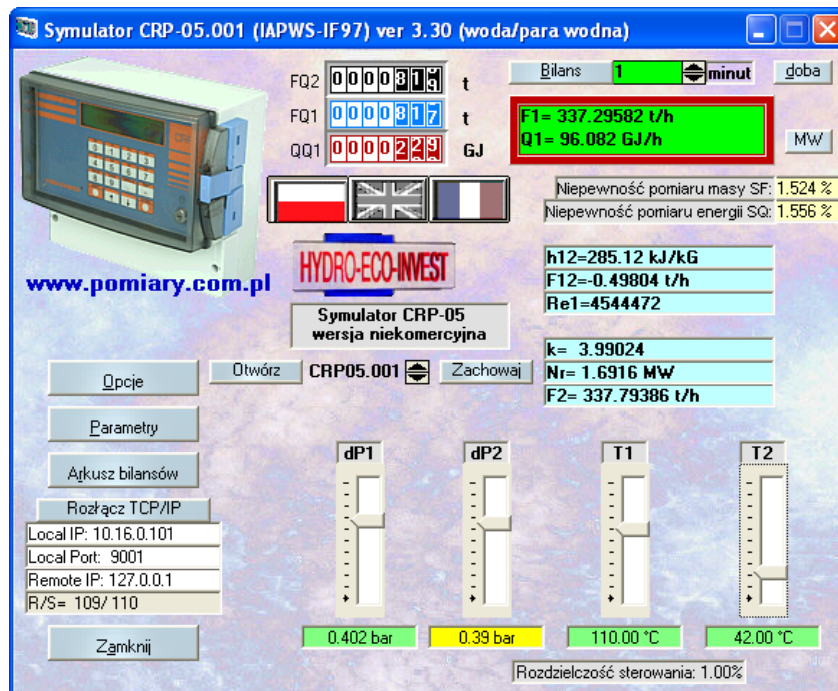 Symulator CRP-05.001 (IAPWS-IF97) ver 3.30 (woda/para wodna)
FQ2 t
FQ1 0000817 t
QQ1 GJ
Bilans 1 minut doba
F1= 337.29582 t/h
Q1= 96.082 GJ/h
MW
Niepewność pomiaru masy SF: 1.524 %
Niepewność pomiaru energii SQ: 1.556 %
www.pomiary.com.pl
HYDRO-ECO-INVEST
Symulator CRP-05
wersja niekomercyjna
h12=285.12 kJ/kG
F12=-0.49804 t/h
Re1=4544472
k= 3.99024
Nr= 1.6916 MW
F2= 337.79386 t/h
Otwórz CRP05.001 Zachowaj
Opcje
Parametry
Arkusz bilansów
Rozłącz TCP/IP
Local IP: 10.16.0.101
Local Port: 9001
Remote IP: 127.0.0.1
R/S= 109/ 110
Zamknij
dP1 dP2 T1 T2
0.402 bar 0.39 bar 110.00 °C 42.00 °C
Rozdzielczość sterowania: 1.00%